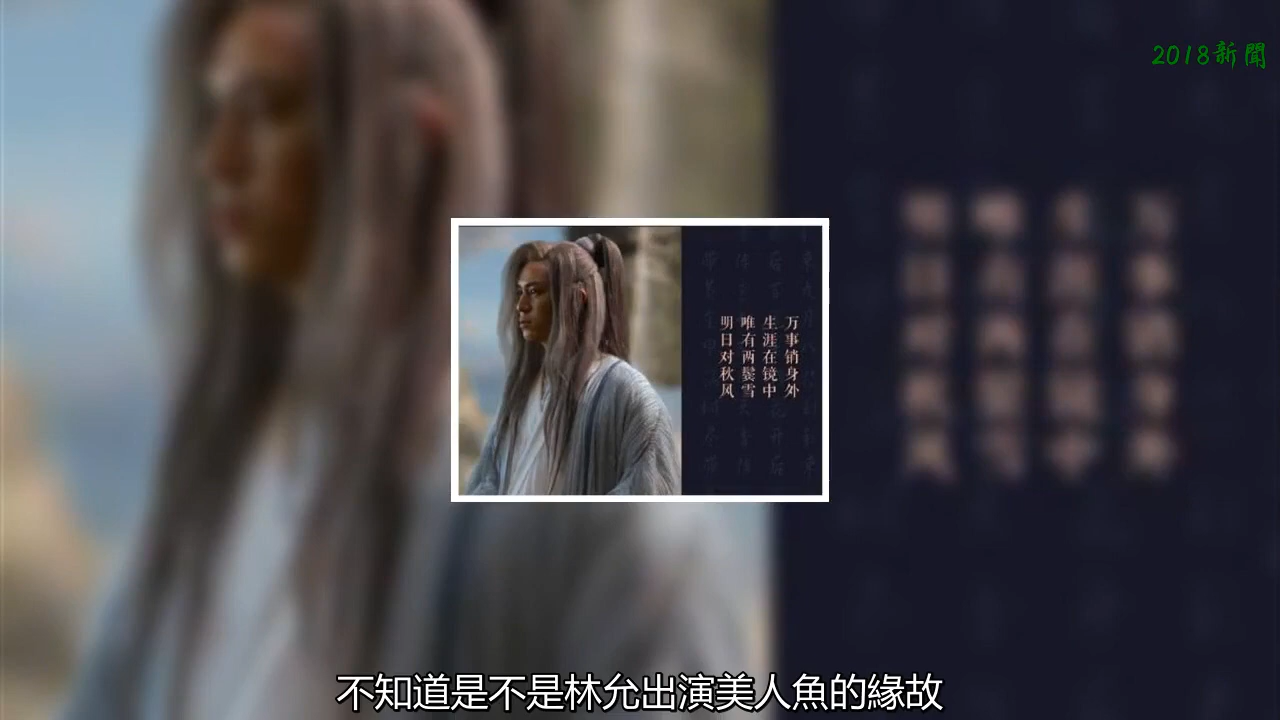 2018新聞
万事销身外
生涯在镜中
唯有两鬓雪
明日对秋风
不知道是不是林允出演美人魚的緣故